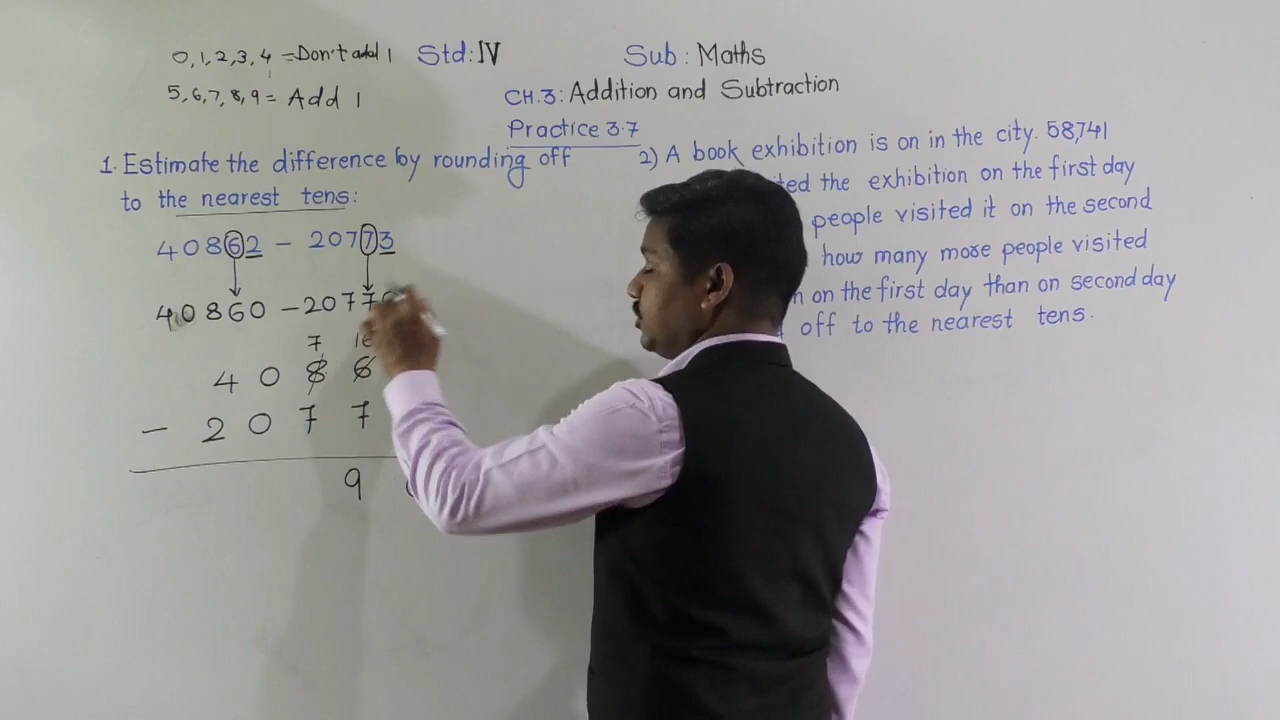 0,1,2,3,4 = Don't add 1
5,6,7,8,9 = Add 1
Std: IV
Sub: Maths
CH.3: Addition and Subtraction
Practice 3.7
1. Estimate the difference by rounding off
to the nearest tens:
40862 - 20773
40860 - 2077
7
4 0 8 6
- 2 0 7 7
9
2) A book exhibition is on in the city. 58,741
the exhibition on the first day
people visited it on the second
how many more people visited
on the first day than on second day
off to the nearest tens.